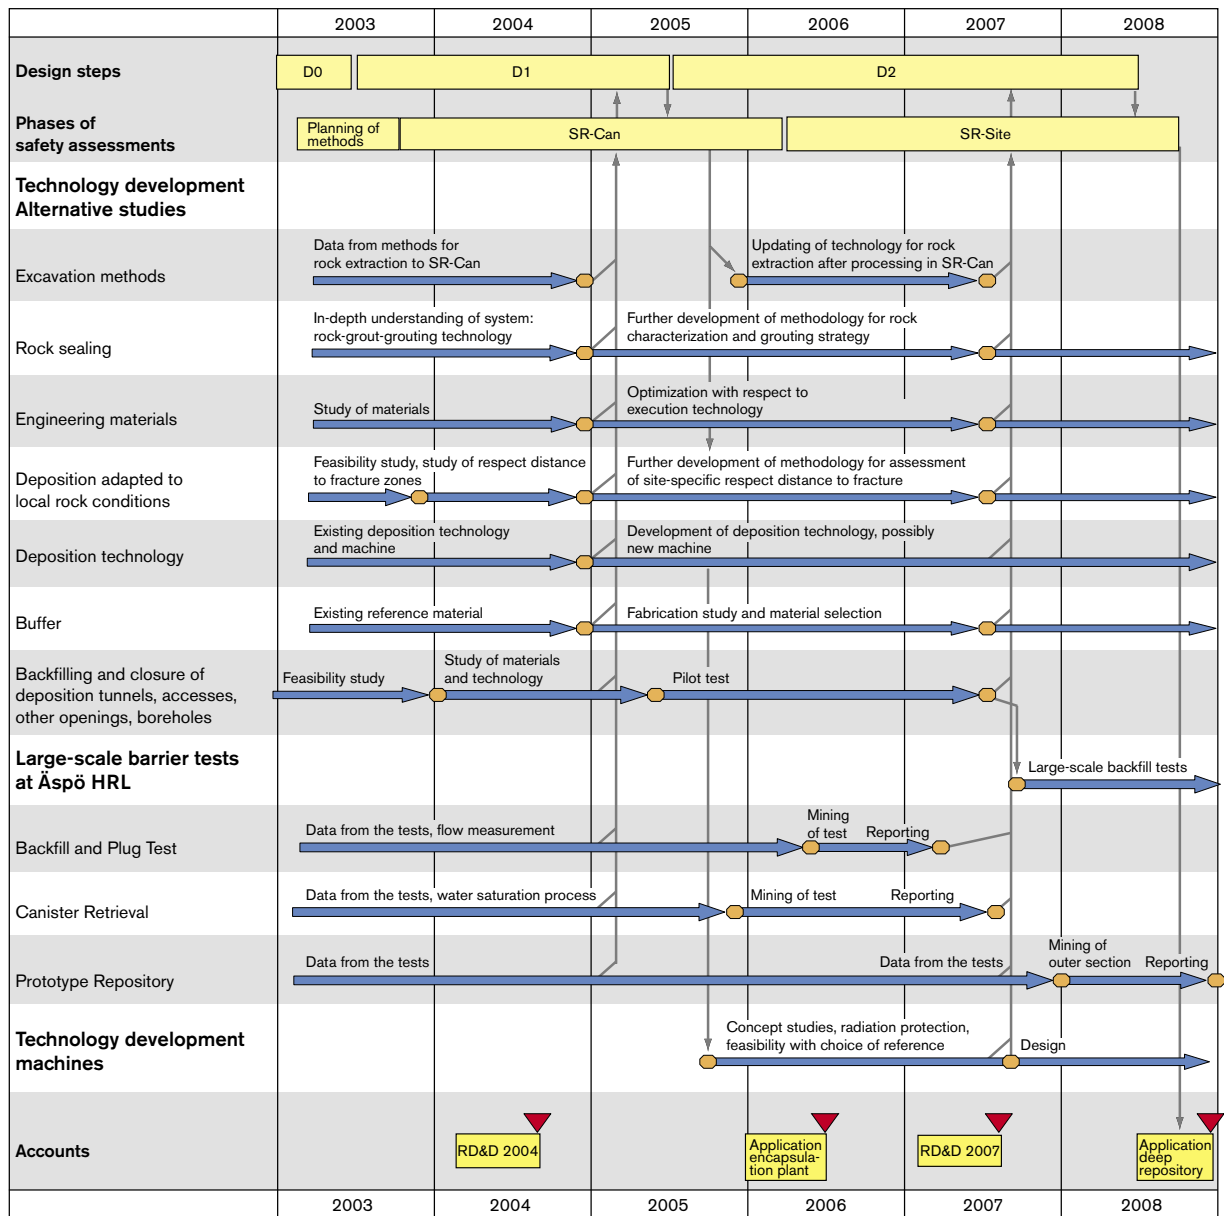 2003 2004 2005 2006 2007 2008
Design steps
D0 D1 D2
Phases of
safety assessments
Planning of
methods
SR-Can SR-Site
Technology development
Alternative studies
Excavation methods
Data from methods for
rock extraction to SR-Can
Updating of technology for rock
extraction after processing in SR-Can
Rock sealing
In-depth understanding of system:
rock-grout-grouting technology
Further development of methodology for rock
characterization and grouting strategy
Engineering materials
Study of materials
Optimization with respect to
execution technology
Deposition adapted to
local rock conditions
Feasibility study, study of respect distance
to fracture zones
Further development of methodology for assessment
of site-specific respect distance to fracture
Deposition technology
Existing deposition technology
and machine
Development of deposition technology, possibly
new machine
Buffer
Existing reference material
Fabrication study and material selection
Backfilling and closure of
deposition tunnels, accesses,
other openings, boreholes
Feasibility study
Study of materials
and technology
Pilot test
Large-scale barrier tests
at Äspö HRL
Large-scale backfill tests
Backfill and Plug Test
Data from the tests, flow measurement
Mining
of test
Reporting
Canister Retrieval
Data from the tests, water saturation process
Mining of test
Reporting
Prototype Repository
Data from the tests
Data from the tests
Mining of
outer section
Reporting
Technology development
machines
Concept studies, radiation protection,
feasibility with choice of reference
Design
Accounts
RD&D 2004
Application
encapsula-
tion plant
RD&D 2007
Application
deep
repository
2003 2004 2005 2006 2007 2008